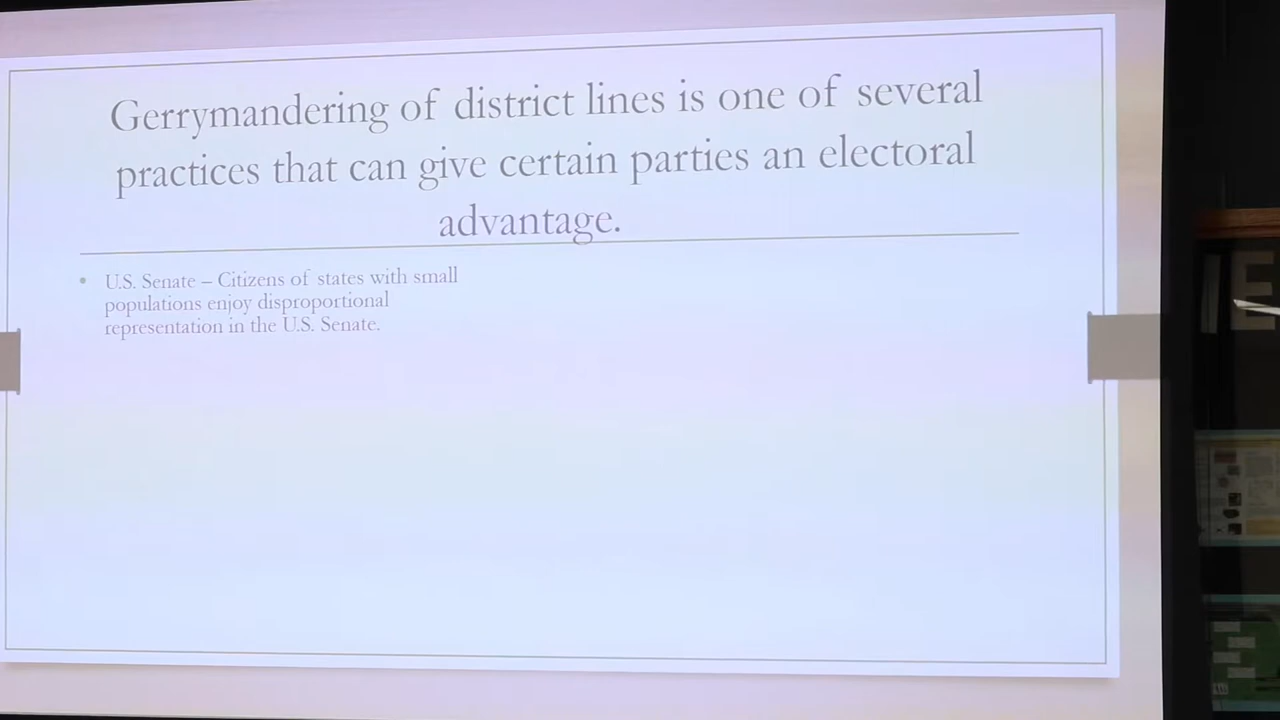 Gerrymandering of district lines is one of several
practices that can give certain parties an electoral
advantage.
• U.S. Senate – Citizens of states with small
populations enjoy disproportional
representation in the U.S. Senate.